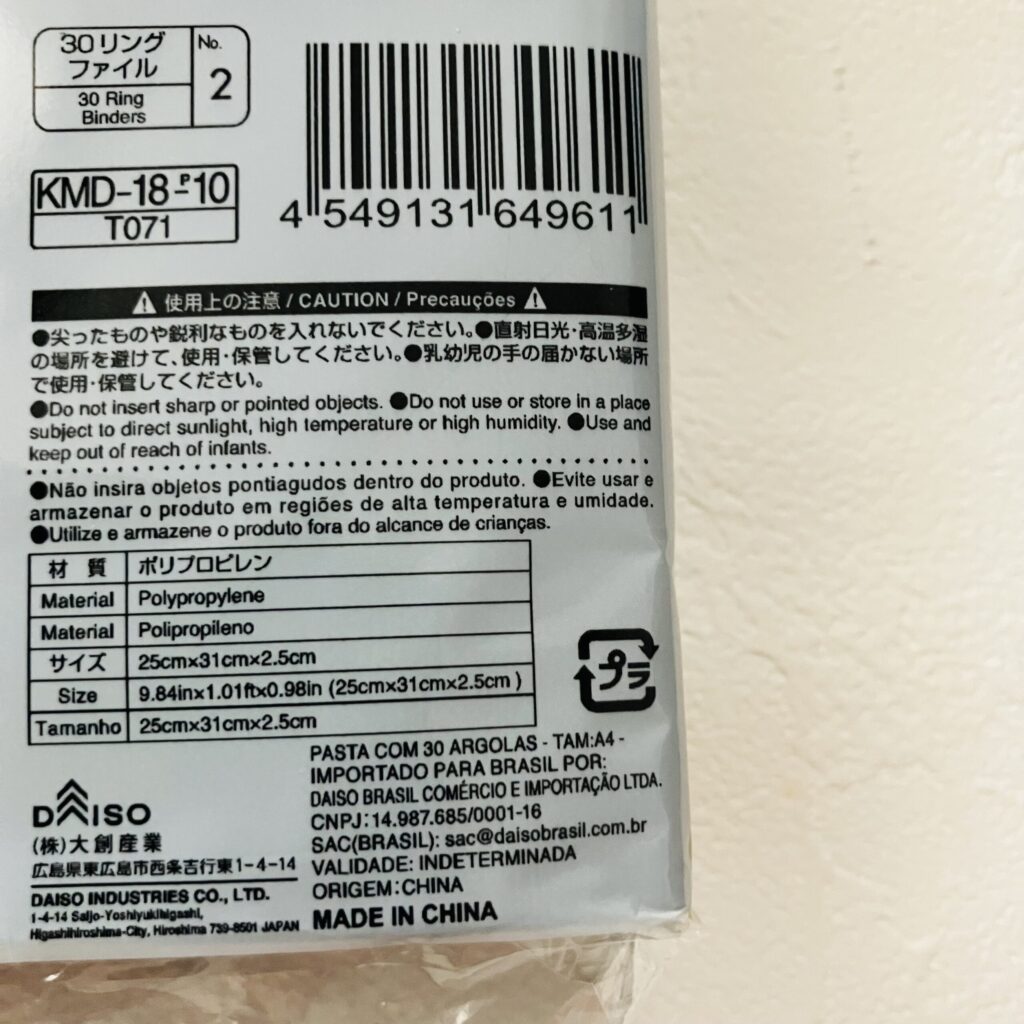 30リング
ファイル
30 Ring
Binders
No.
2
KMD-18-P10
T071
4 549131 649611
使用上の注意 / CAUTION / Precauções
●尖ったものや鋭利なものを入れないでください。●直射日光・高温多湿
の場所を避けて、使用・保管してください。●乳幼児の手の届かない場所
で使用・保管してください。
●Do not insert sharp or pointed objects. ●Do not use or store in a place
subject to direct sunlight, high temperature or high humidity. ●Use and
keep out of reach of infants.
●Não insira objetos pontiagudos dentro do produto. ●Evite usar e
armazenar o produto em regiões de alta temperatura e umidade.
●Utilize e armazene o produto fora do alcance de crianças.
材 質 ポリプロピレン
Material Polypropylene
Material Polipropileno
サイズ 25cm×31cm×2.5cm
Size 9.84in×1.01ft×0.98in (25cm×31cm×2.5cm )
Tamanho 25cm×31cm×2.5cm
プラ
PASTA COM 30 ARGOLAS - TAM:A4 -
IMPORTADO PARA BRASIL POR:
DAISO BRASIL COMÉRCIO E IMPORTAÇÃO LTDA.
CNPJ:14.987.685/0001-16
SAC(BRASIL): sac@daisobrasil.com.br
VALIDADE: INDETERMINADA
ORIGEM:CHINA
MADE IN CHINA
DAISO
(株)大創産業
広島県東広島市西条吉行東1-4-14
DAISO INDUSTRIES CO., LTD.
1-4-14 Saijo-Yoshiyukihigashi,
Higashihiroshima-City, Hiroshima 739-8501 JAPAN